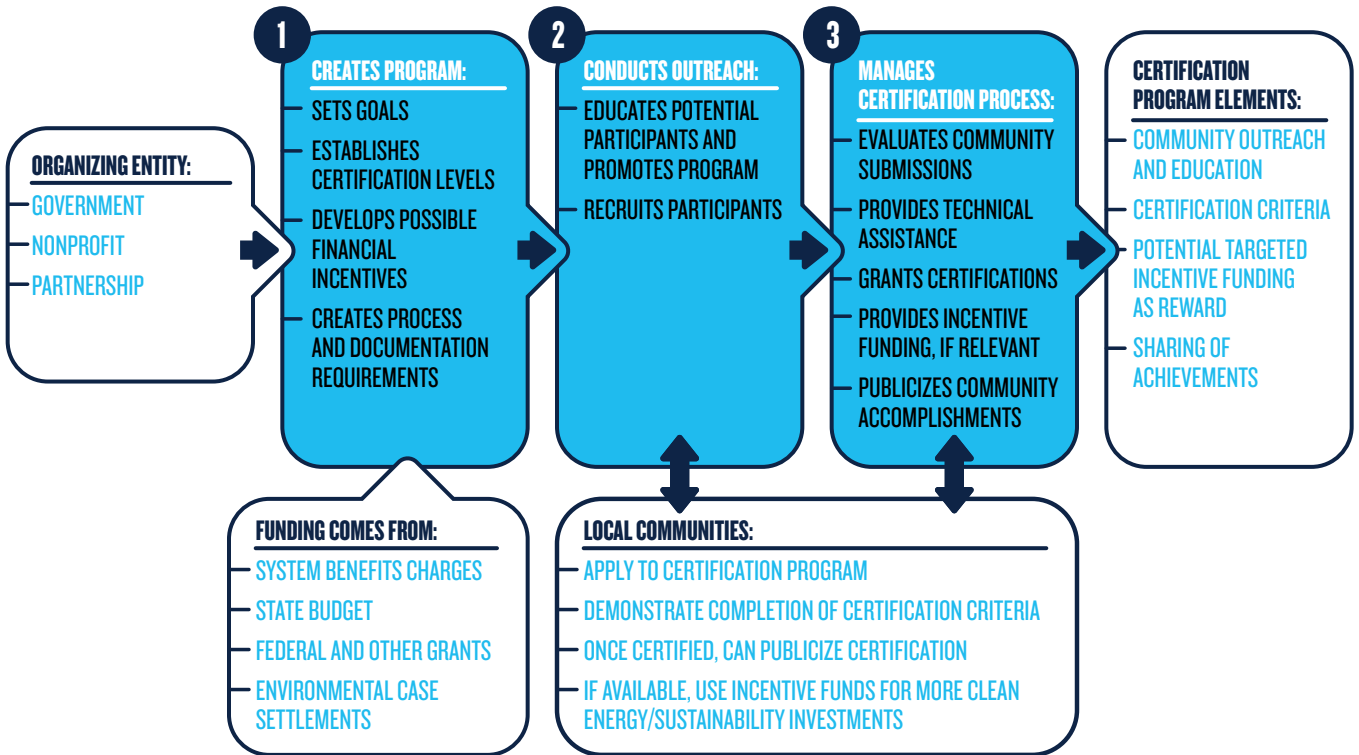 ORGANIZING ENTITY:
GOVERNMENT
NONPROFIT
PARTNERSHIP
1
CREATES PROGRAM:
SETS GOALS
ESTABLISHES
CERTIFICATION LEVELS
DEVELOPS POSSIBLE
FINANCIAL
INCENTIVES
CREATES PROCESS
AND DOCUMENTATION
REQUIREMENTS
2
CONDUCTS OUTREACH:
EDUCATES POTENTIAL
PARTICIPANTS AND
PROMOTES PROGRAM
RECRUITS PARTICIPANTS
3
MANAGES
CERTIFICATION PROCESS:
EVALUATES COMMUNITY
SUBMISSIONS
PROVIDES TECHNICAL
ASSISTANCE
GRANTS CERTIFICATIONS
PROVIDES INCENTIVE
FUNDING, IF RELEVANT
PUBLICIZES COMMUNITY
ACCOMPLISHMENTS
CERTIFICATION
PROGRAM ELEMENTS:
COMMUNITY OUTREACH
AND EDUCATION
CERTIFICATION CRITERIA
POTENTIAL TARGETED
INCENTIVE FUNDING
AS REWARD
SHARING OF
ACHIEVEMENTS
FUNDING COMES FROM:
SYSTEM BENEFITS CHARGES
STATE BUDGET
FEDERAL AND OTHER GRANTS
ENVIRONMENTAL CASE
SETTLEMENTS
LOCAL COMMUNITIES:
APPLY TO CERTIFICATION PROGRAM
DEMONSTRATE COMPLETION OF CERTIFICATION CRITERIA
ONCE CERTIFIED, CAN PUBLICIZE CERTIFICATION
IF AVAILABLE, USE INCENTIVE FUNDS FOR MORE CLEAN
ENERGY/SUSTAINABILITY INVESTMENTS